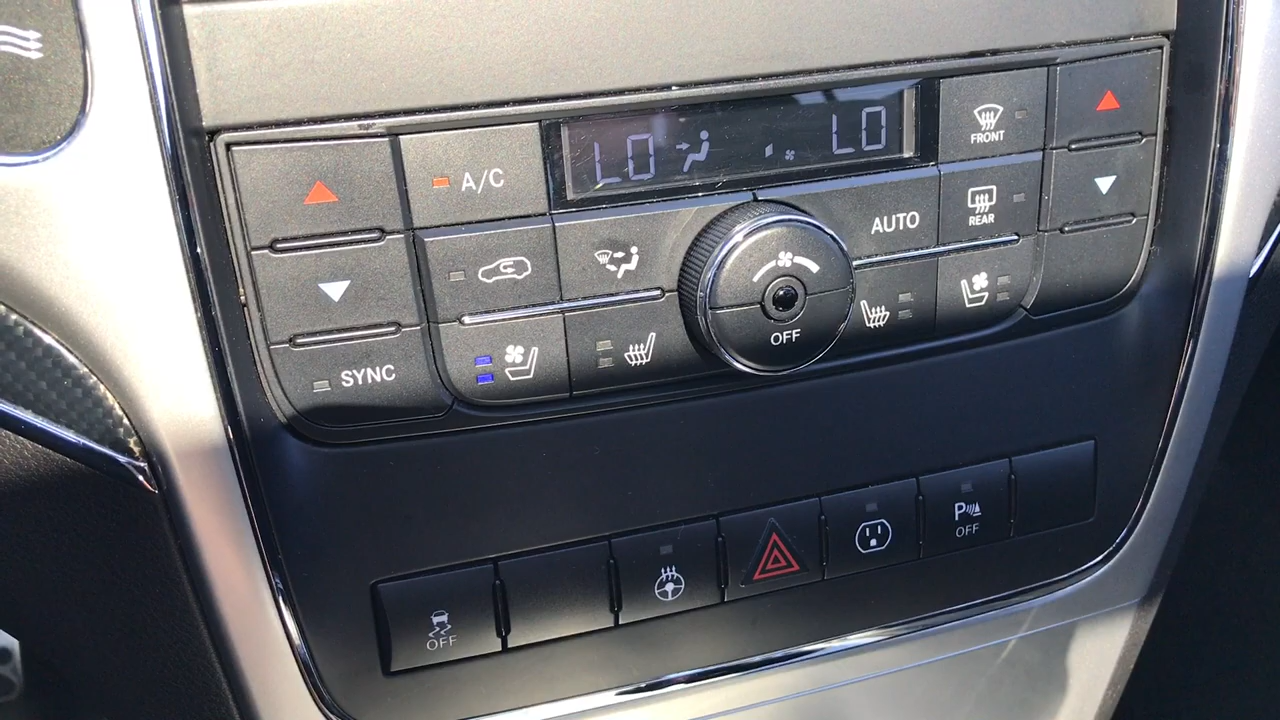 LO LO
FRONT
A/C
AUTO
REAR
OFF
SYNC
OFF
P
OFF